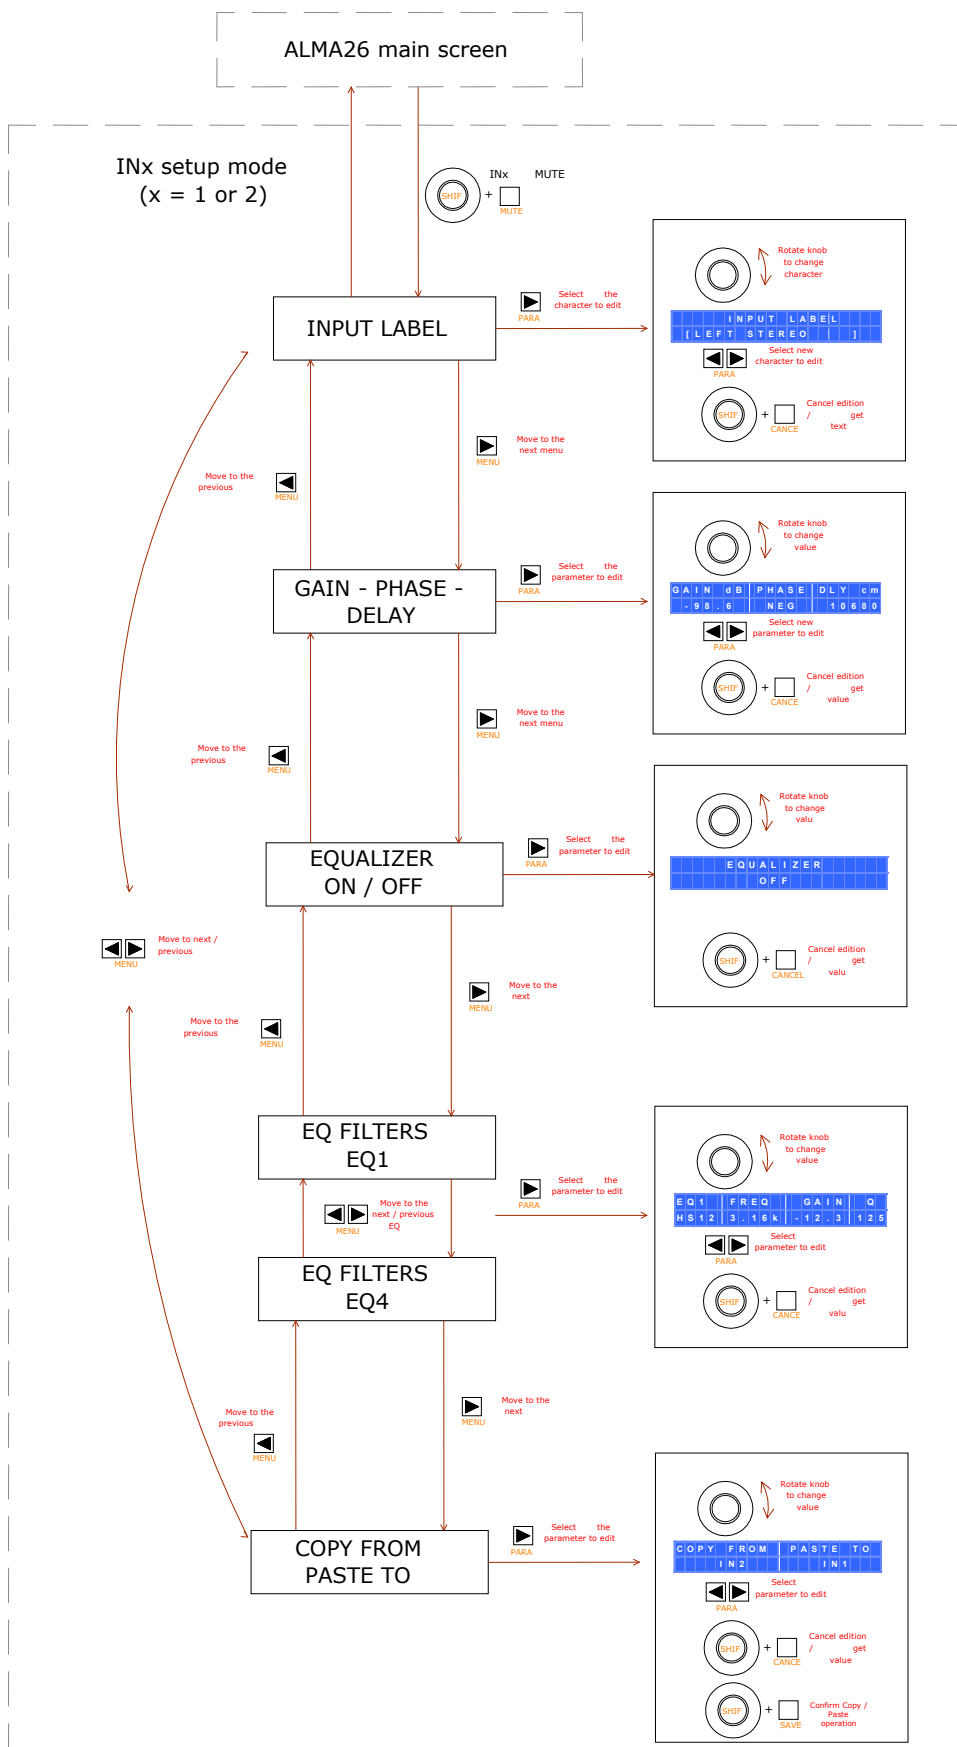 ALMA26 main screen
INx setup mode
(x = 1 or 2)
INx MUTE
SHIF + MUTE
INPUT LABEL
Select the
character to edit
PARA
Rotate knob
to change
character
INPUT LABEL
[LEFT STEREO ]
Select new
character to edit
PARA
SHIF + CANCE
Cancel edition
/ get
text
Move to the
next menu
MENU
Move to the
previous
MENU
GAIN - PHASE -
DELAY
Select the
parameter to edit
PARA
Rotate knob
to change
value
GAIN dB PHASE DLY cm
-98.6 NEG 10680
Select new
parameter to edit
PARA
SHIF + CANCE
Cancel edition
/ get
value
Move to the
next menu
MENU
Move to the
previous
MENU
EQUALIZER
ON / OFF
Select the
parameter to edit
PARA
Rotate knob
to change
valu
EQUALIZER
OFF
SHIF + CANCEL
Cancel edition
/ get
valu
Move to next /
previous
MENU
Move to the
next
MENU
Move to the
previous
MENU
EQ FILTERS
EQ1
Select the
parameter to edit
PARA
Rotate knob
to change
value
EQ1 FREQ GAIN Q
HS12 3.16k -12.3 125
Select
parameter to edit
PARA
SHIF + CANCE
Cancel edition
/ get
valu
Move to the
next / previous
EQ
MENU
EQ FILTERS
EQ4
Move to the
next
MENU
Move to the
previous
MENU
COPY FROM
PASTE TO
Select the
parameter to edit
PARA
Rotate knob
to change
value
COPY FROM PASTE TO
IN2 IN1
Select
parameter to edit
PARA
SHIF + CANCE
Cancel edition
/ get
value
SHIF + SAVE
Confirm Copy /
Paste
operation